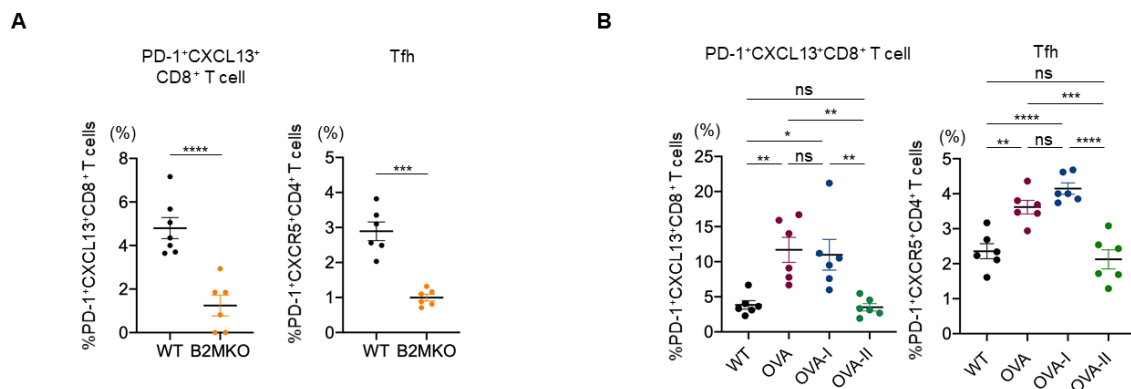 A
PD-1⁺CXCL13⁺
CD8⁺ T cell
(%)
%PD-1⁺CXCL13⁺CD8⁺ T cells
8
6
4
2
0
****
WT B2MKO
Tfh
(%)
%PD-1⁺CXCR5⁺CD4⁺ T cells
5
4
3
2
1
0
***
WT B2MKO
B
PD-1⁺CXCL13⁺CD8⁺ T cell
(%)
%PD-1⁺CXCL13⁺CD8⁺ T cells
25
20
15
10
5
0
ns
**
*
** ns **
WT OVA OVA-I OVA-II
Tfh
(%)
%PD-1⁺CXCR5⁺CD4⁺ T cells
5
4
3
2
1
0
ns
***
****
** ns ****
WT OVA OVA-I OVA-II